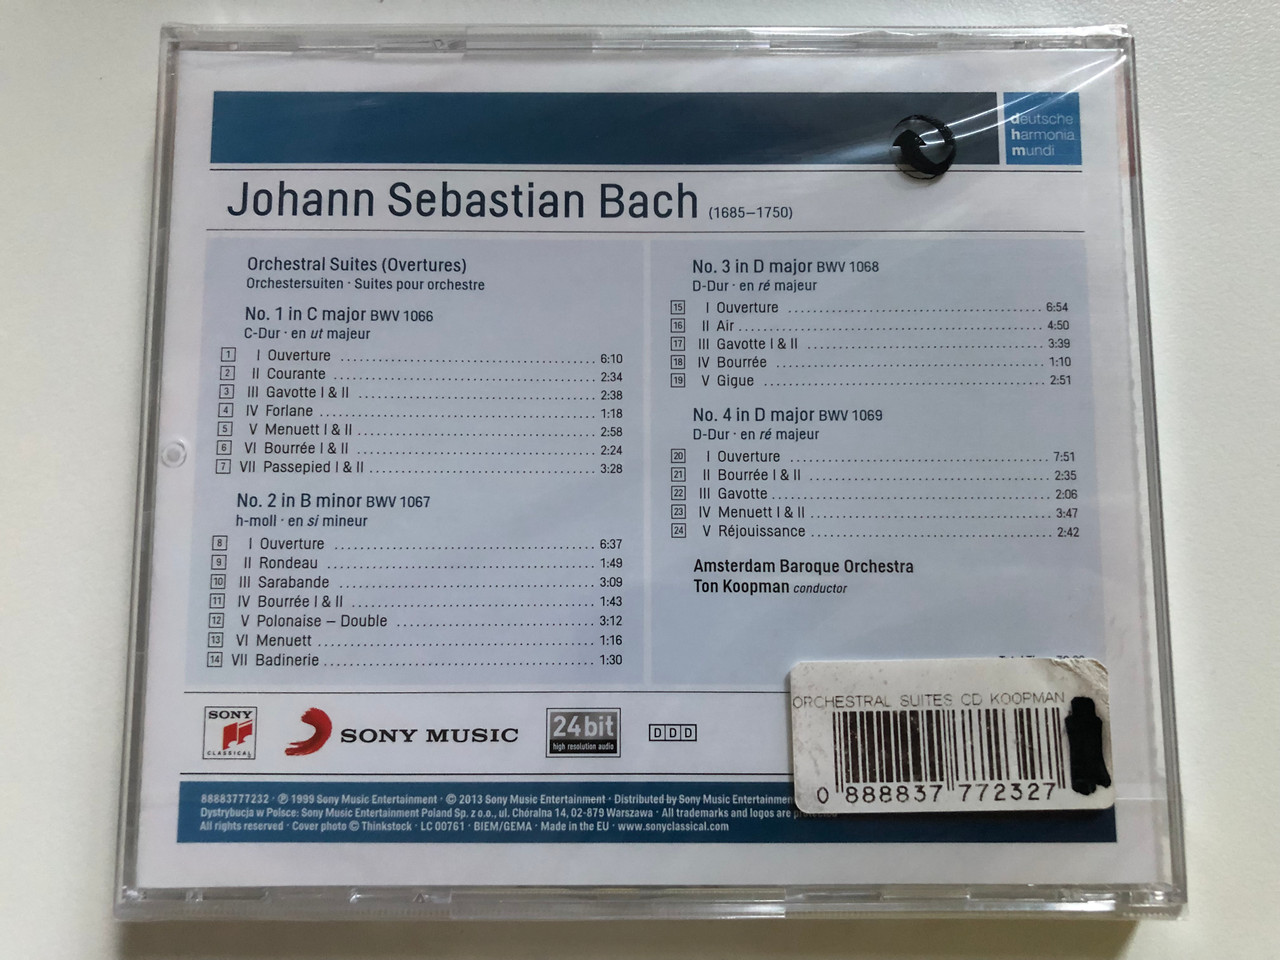 deutsche
harmonia
mundi
Johann Sebastian Bach (1685–1750)
Orchestral Suites (Overtures)
Orchestersuiten · Suites pour orchestre
No. 1 in C major BWV 1066
C-Dur · en ut majeur
1 I Ouverture 6:10
2 II Courante 2:34
3 III Gavotte I & II 2:38
4 IV Forlane 1:18
5 V Menuett I & II 2:58
6 VI Bourrée I & II 2:24
7 VII Passepied I & II 3:28
No. 2 in B minor BWV 1067
h-moll · en si mineur
8 I Ouverture 6:37
9 II Rondeau 1:49
10 III Sarabande 3:09
11 IV Bourrée I & II 1:43
12 V Polonaise – Double 3:12
13 VI Menuett 1:16
14 VII Badinerie 1:30
No. 3 in D major BWV 1068
D-Dur · en ré majeur
15 I Ouverture 6:54
16 II Air 4:50
17 III Gavotte I & II 3:39
18 IV Bourrée 1:10
19 V Gigue 2:51
No. 4 in D major BWV 1069
D-Dur · en ré majeur
20 I Ouverture 7:51
21 II Bourrée I & II 2:35
22 III Gavotte 2:06
23 IV Menuett I & II 3:47
24 V Réjouissance 2:42
Amsterdam Baroque Orchestra
Ton Koopman conductor
SONY
CLASSICAL
SONY MUSIC
24 bit
high resolution audio
DDD
ORCHESTRAL SUITES CD KOOPMAN
0 888837 772327
88883777232 · ℗ 1999 Sony Music Entertainment · © 2013 Sony Music Entertainment · Distributed by Sony Music Entertainment
Dystrybucja w Polsce: Sony Music Entertainment Poland Sp. z o.o., ul. Chóralna 14, 02-879 Warszawa · All trademarks and logos are protected
All rights reserved · Cover photo © Thinkstock · LC 00761 · BIEM/GEMA · Made in the EU · www.sonyclassical.com